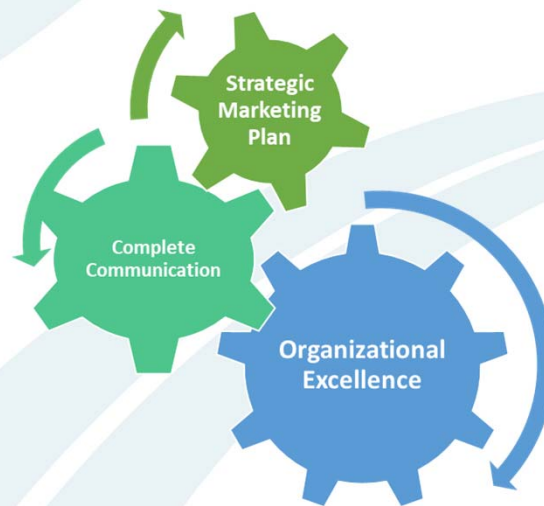 Strategic
Marketing
Plan
Complete
Communication
Organizational
Excellence